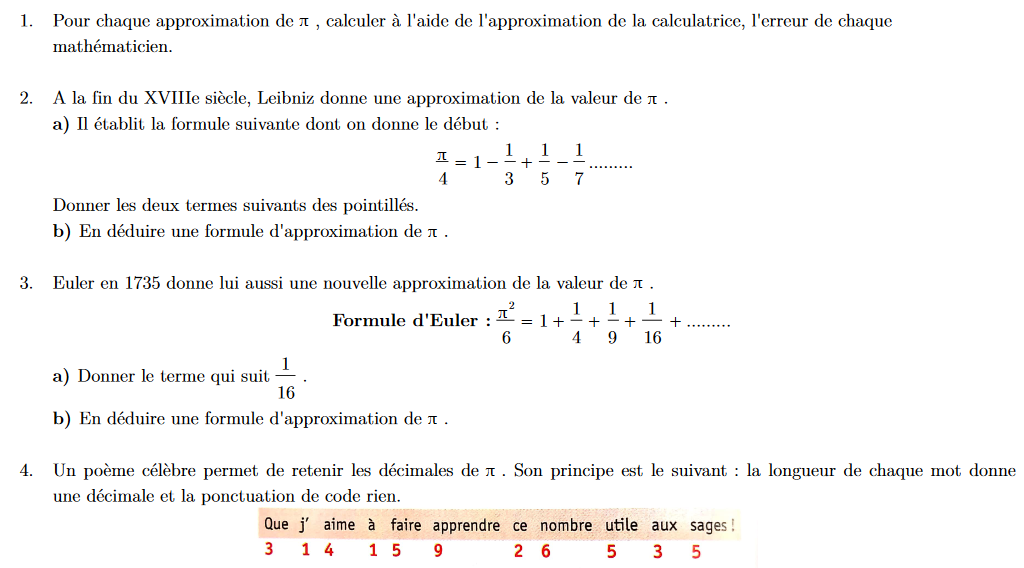 1. Pour chaque approximation de π , calculer à l'aide de l'approximation de la calculatrice, l'erreur de chaque
mathématicien.
2. A la fin du XVIIIe siècle, Leibniz donne une approximation de la valeur de π .
a) Il établit la formule suivante dont on donne le début :
π/4 = 1 − 1/3 + 1/5 − 1/7 .........
Donner les deux termes suivants des pointillés.
b) En déduire une formule d'approximation de π .
3. Euler en 1735 donne lui aussi une nouvelle approximation de la valeur de π .
Formule d'Euler : π²/6 = 1 + 1/4 + 1/9 + 1/16 + .........
a) Donner le terme qui suit 1/16 .
b) En déduire une formule d'approximation de π .
4. Un poème célèbre permet de retenir les décimales de π . Son principe est le suivant : la longueur de chaque mot donne
une décimale et la ponctuation de code rien.
Que j' aime à faire apprendre ce nombre utile aux sages !
3 1 4 1 5 9 2 6 5 3 5